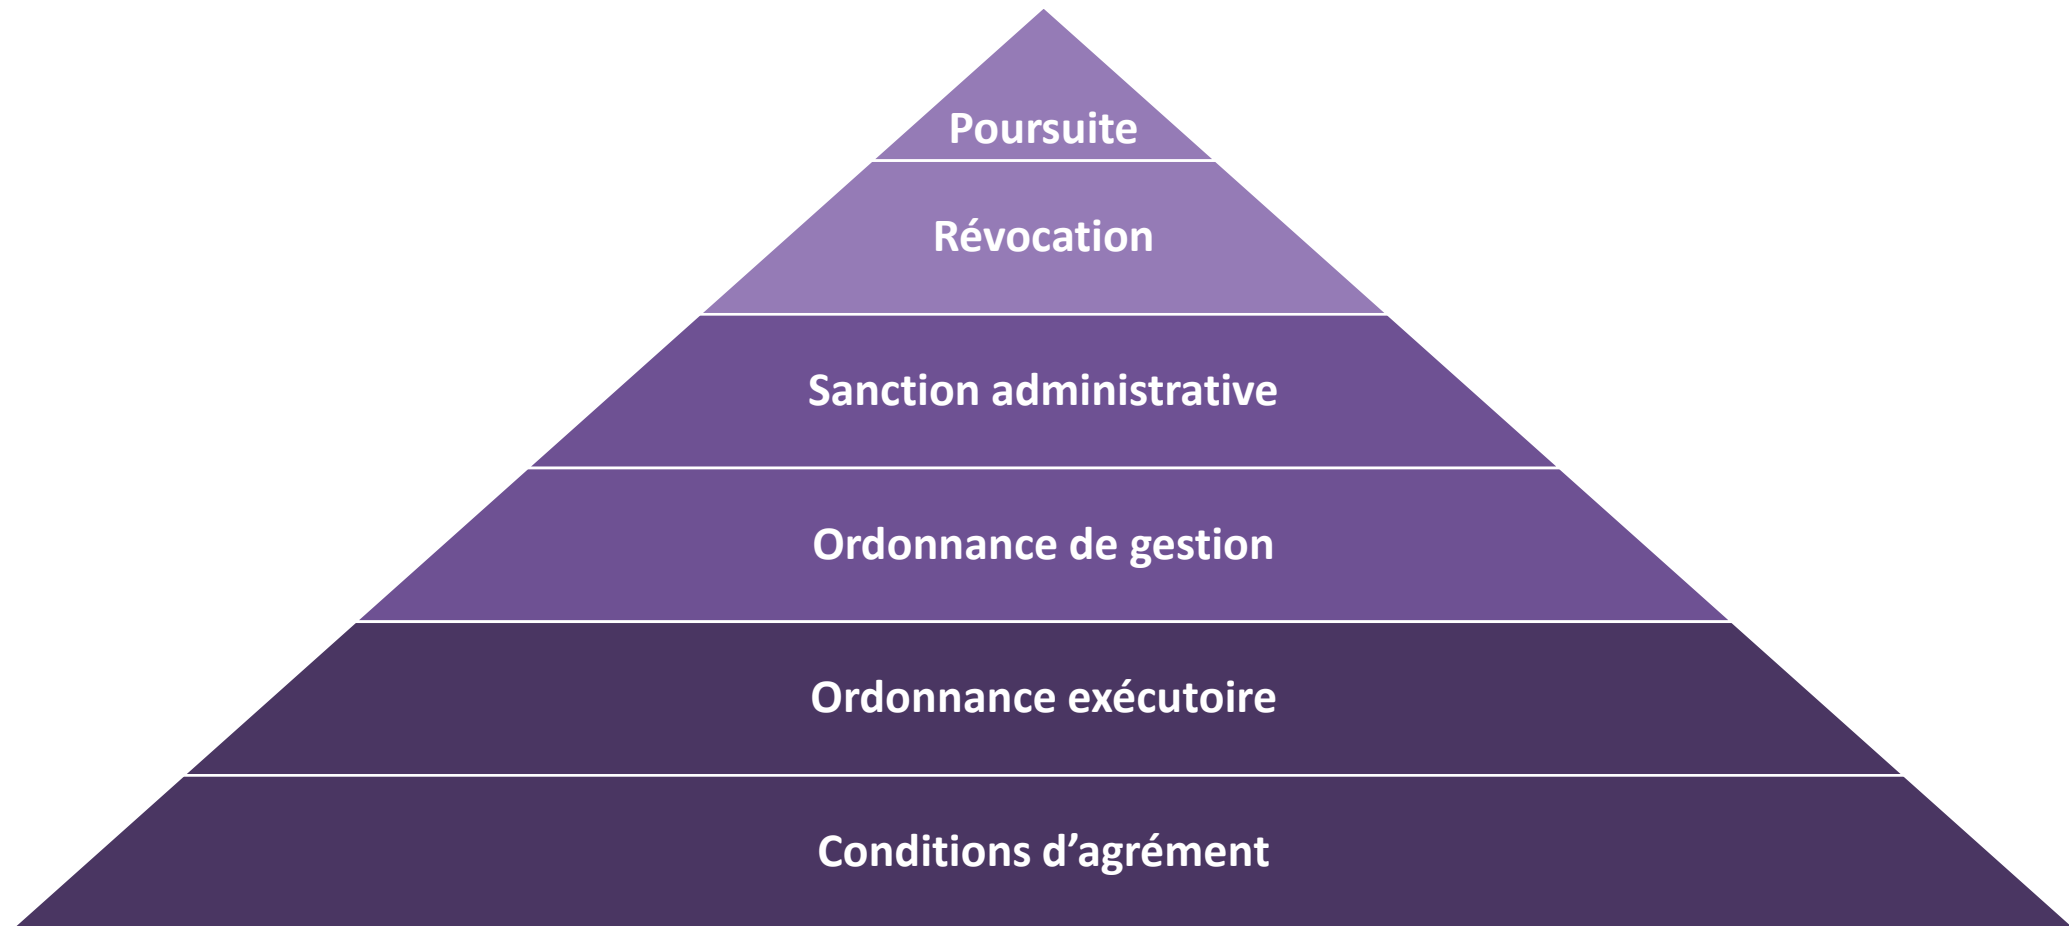 Poursuite
Révocation
Sanction administrative
Ordonnance de gestion
Ordonnance exécutoire
Conditions d’agrément